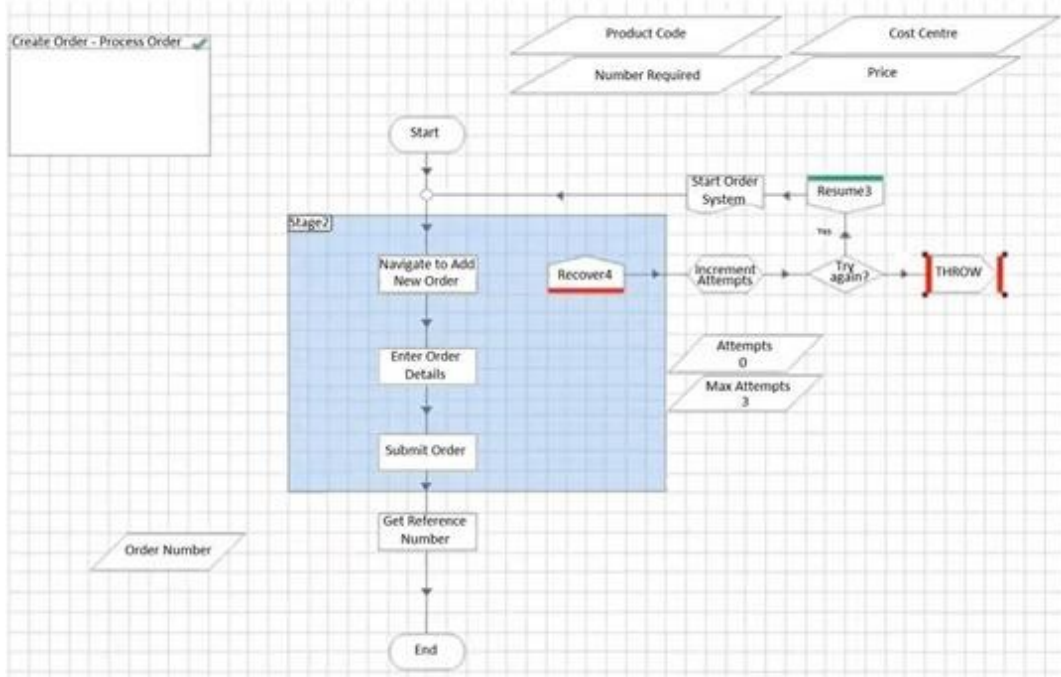 Create Order - Process Order
Product Code
Cost Centre
Number Required
Price
Start
Start Order
System
Resume3
Stage2
Yes
Navigate to Add
New Order
Recover4
Increment
Attempts
Try
again?
THROW
Enter Order
Details
Attempts
0
Max Attempts
3
Submit Order
Get Reference
Number
Order Number
End